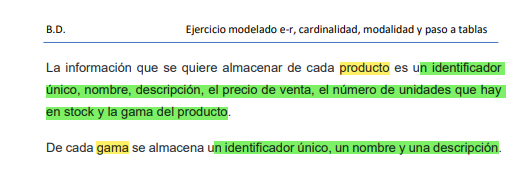 B.D. Ejercicio modelado e-r, cardinalidad, modalidad y paso a tablas
La información que se quiere almacenar de cada producto es un identificador
único, nombre, descripción, el precio de venta, el número de unidades que hay
en stock y la gama del producto.
De cada gama se almacena un identificador único, un nombre y una descripción.